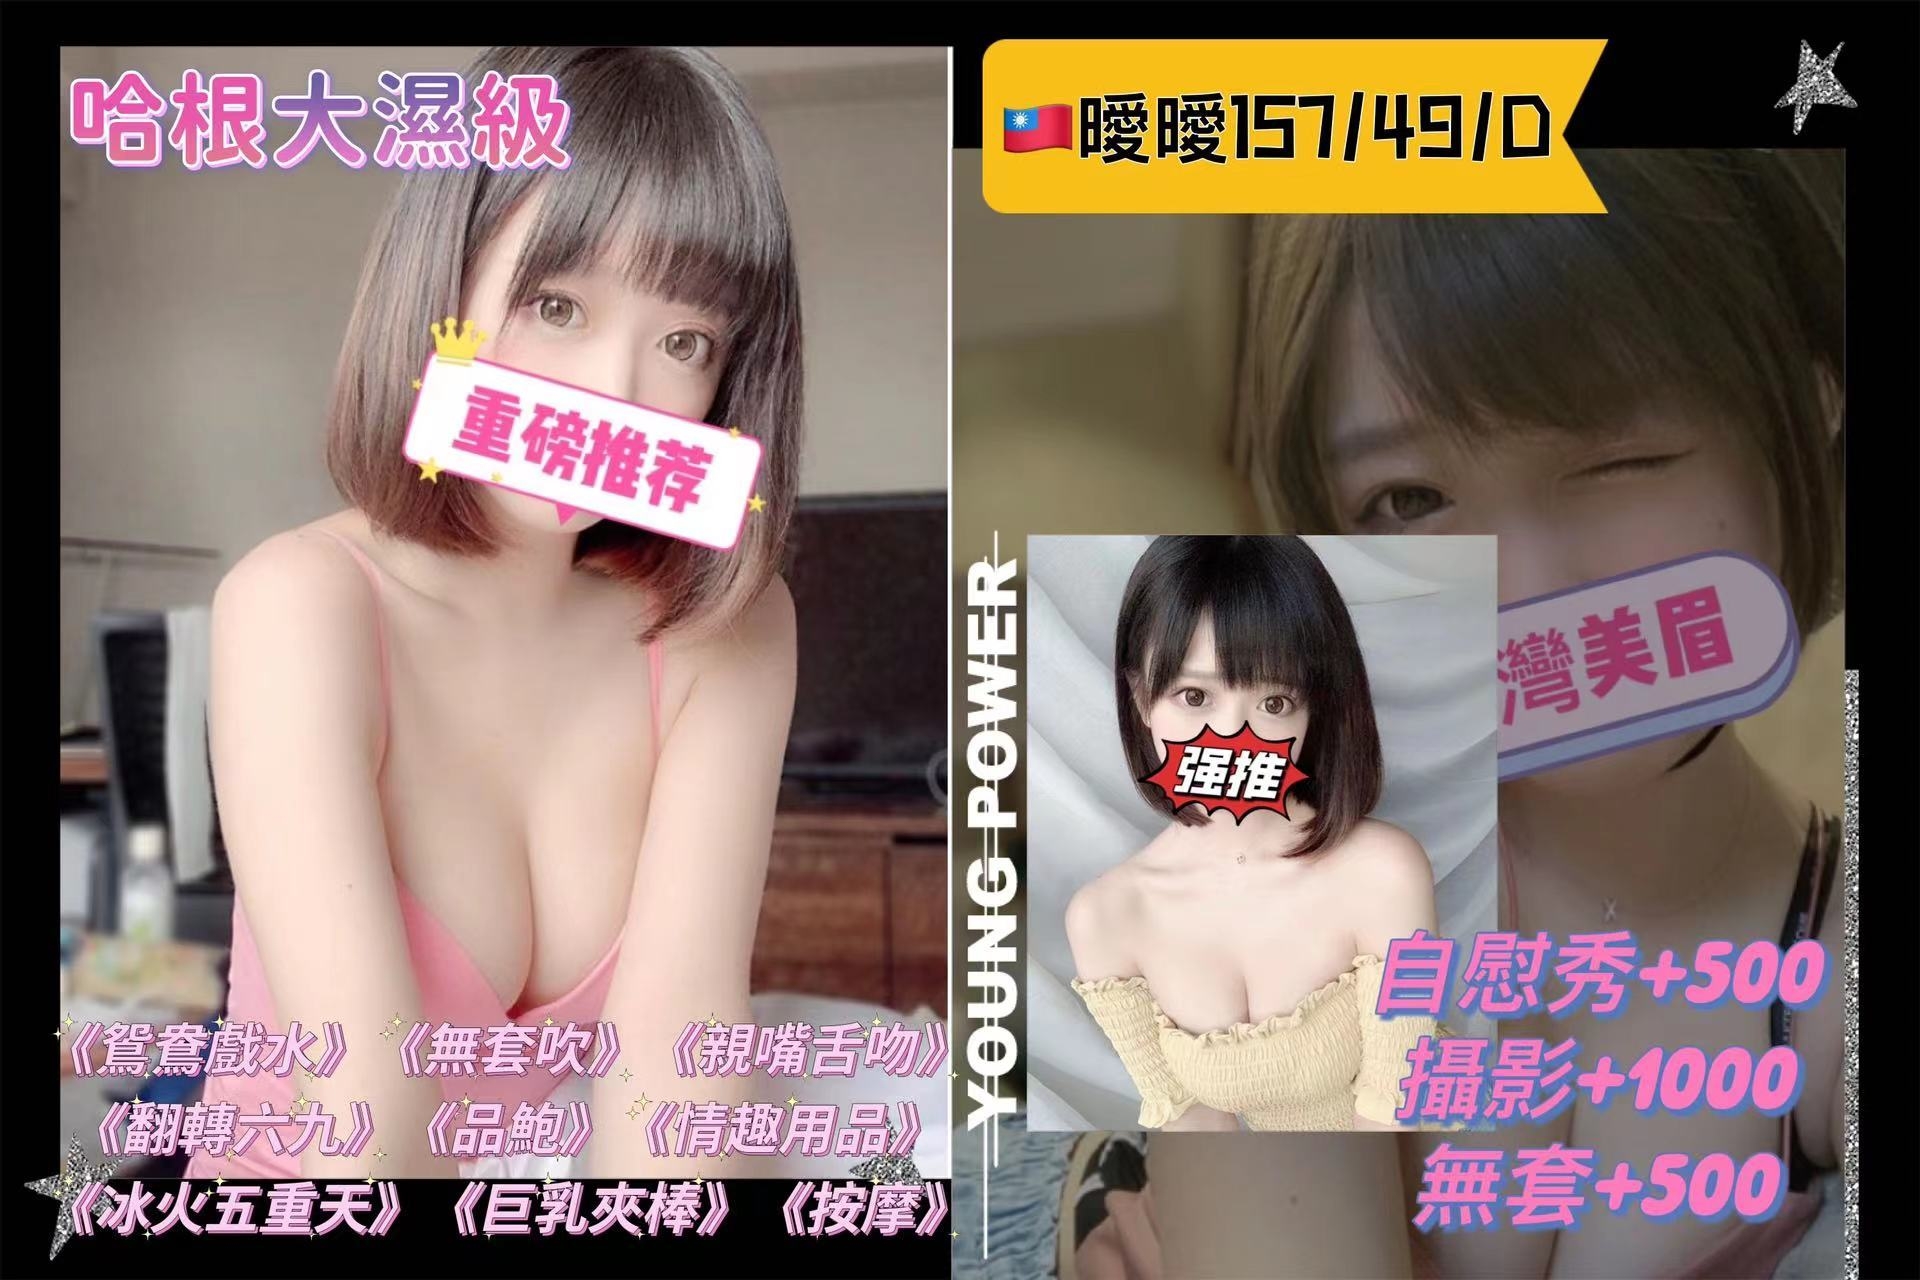 哈根大濕級
重磅推荐
《鴛鴦戲水》 《無套吹》 《親嘴舌吻》
《翻轉六九》 《品鮑》 《情趣用品》
《冰火五重天》 《巨乳夾棒》 《按摩》
曖曖157/49/D
YOUNG POWER
强推
灣美眉
自慰秀+500
攝影+1000
無套+500